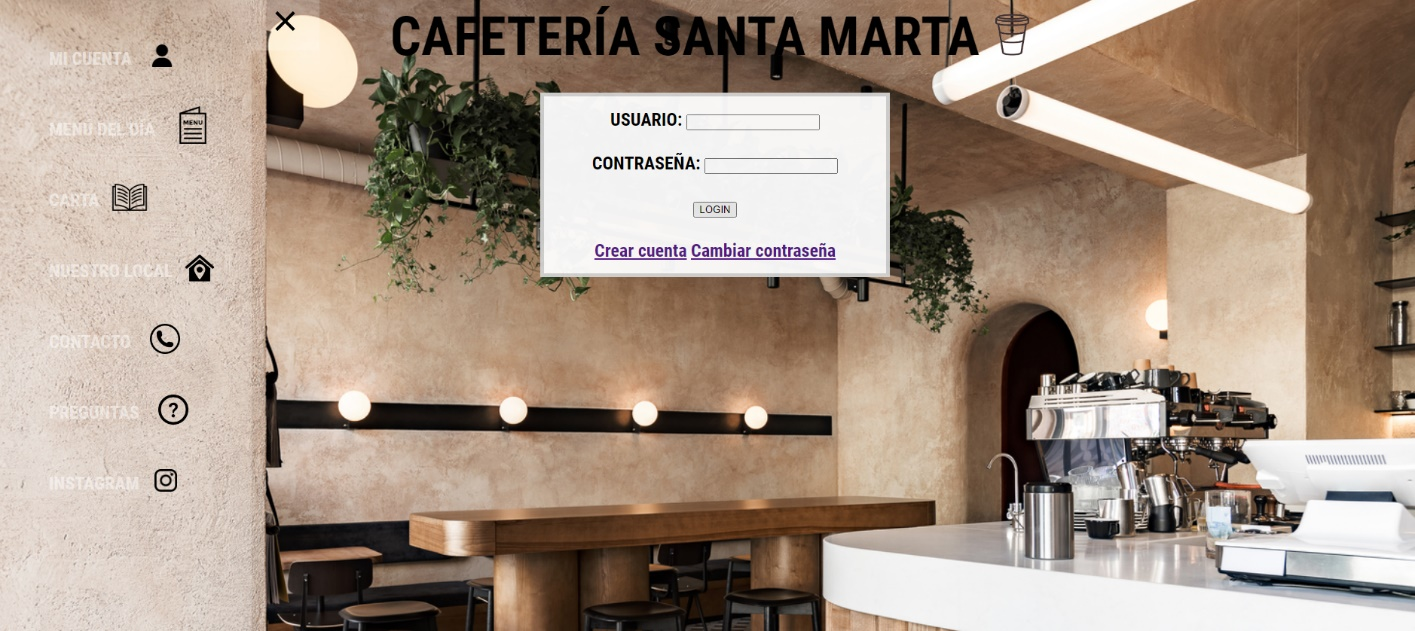 CAFETERÍA SANTA MARTA
MI CUENTA
MENU DEL DÍA
MENU
CARTA
NUESTRO LOCAL
CONTACTO
PREGUNTAS
INSTAGRAM
USUARIO:
CONTRASEÑA:
LOGIN
Crear cuenta Cambiar contraseña